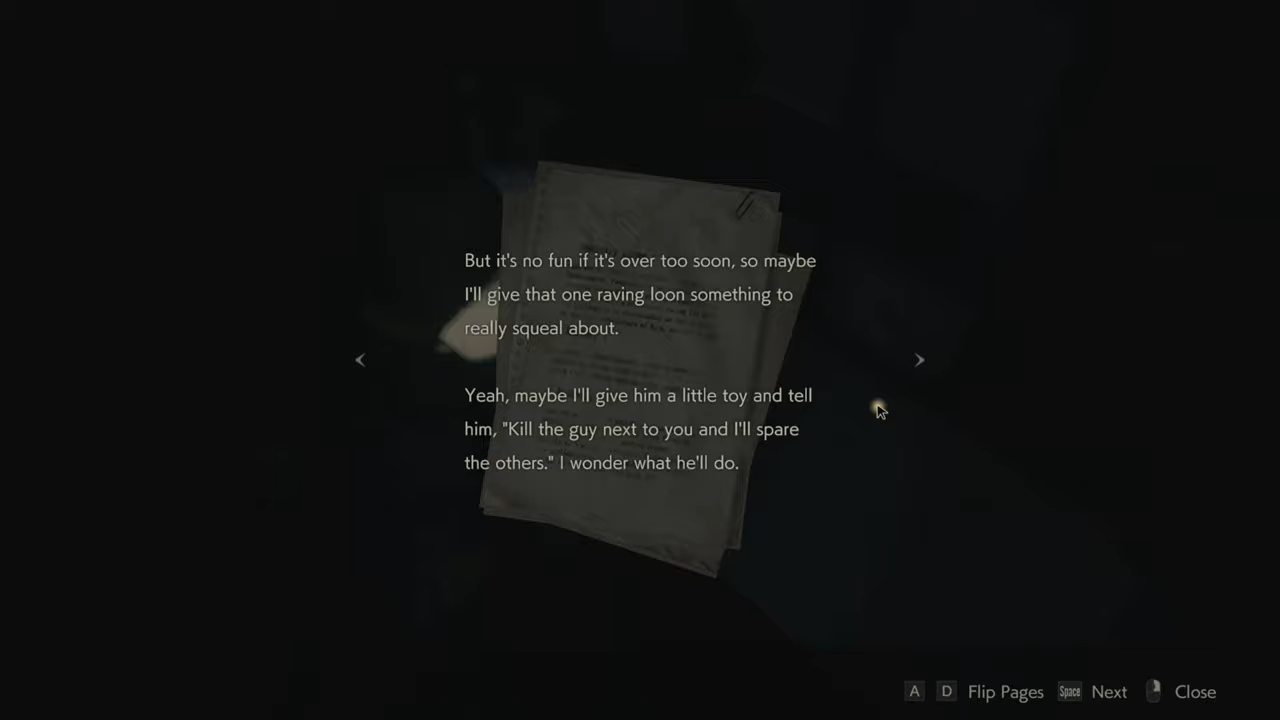 But it's no fun if it's over too soon, so maybe
I'll give that one raving loon something to
really squeal about.
Yeah, maybe I'll give him a little toy and tell
him, "Kill the guy next to you and I'll spare
the others." I wonder what he'll do.
A D Flip Pages Space Next Close